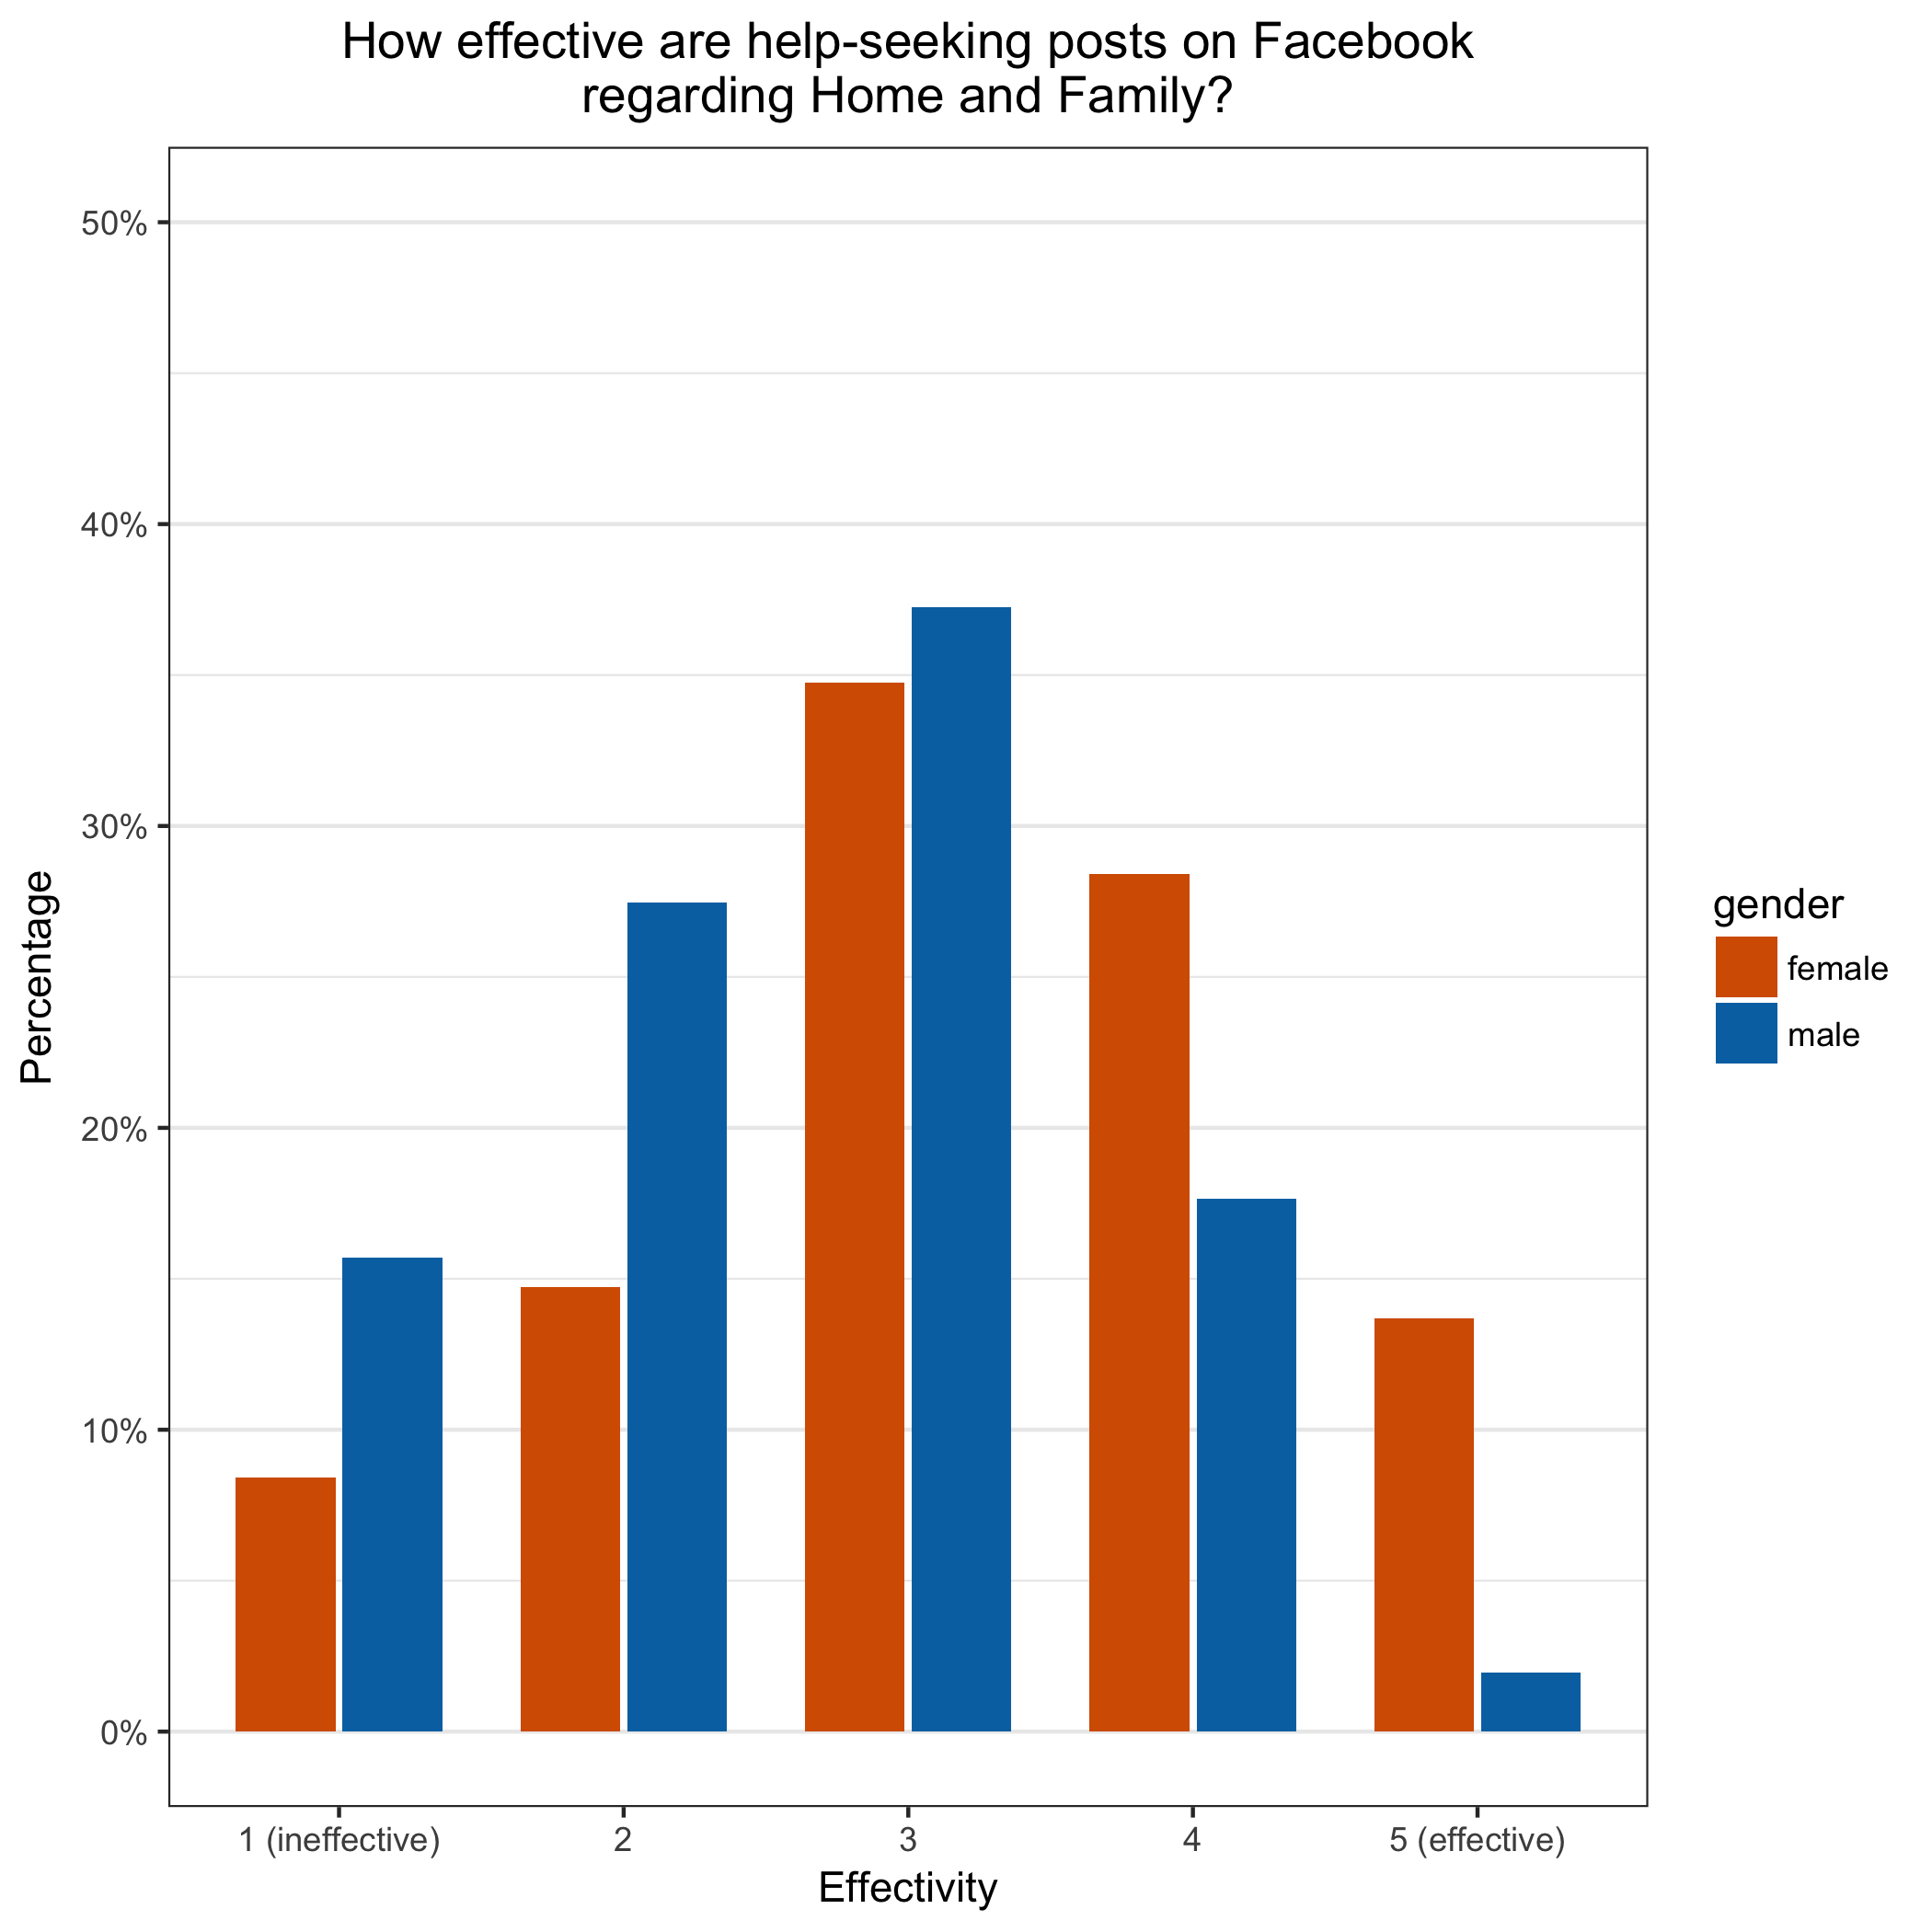 How effective are help-seeking posts on Facebook
regarding Home and Family?
50%
40%
30%
20%
10%
0%
Percentage
1 (ineffective)
2
3
4
5 (effective)
Effectivity
gender
female
male